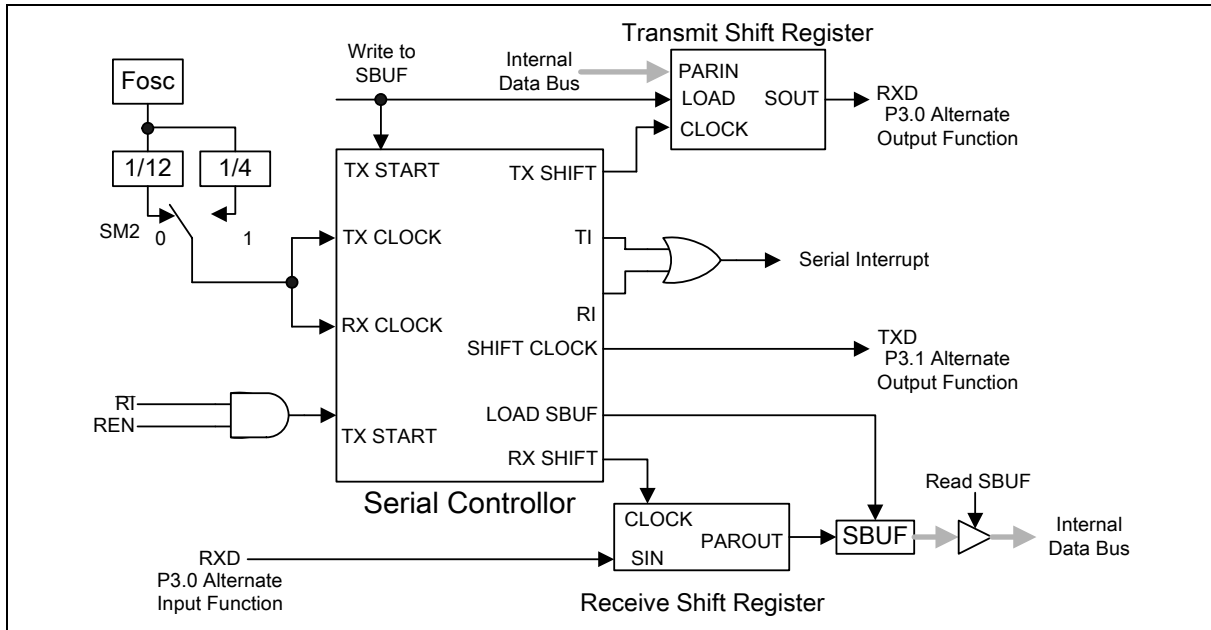 Transmit Shift Register
Write to
SBUF
Internal
Data Bus
PARIN
LOAD
SOUT
CLOCK
RXD
P3.0 Alternate
Output Function
Fosc
1/12
1/4
SM2
0
1
TX START
TX SHIFT
TX CLOCK
TI
Serial Interrupt
RX CLOCK
RI
SHIFT CLOCK
TXD
P3.1 Alternate
Output Function
R̅I̅
REN
LOAD SBUF
TX START
RX SHIFT
Serial Controllor
Read SBUF
CLOCK
PAROUT
SIN
SBUF
Internal
Data Bus
RXD
P3.0 Alternate
Input Function
Receive Shift Register